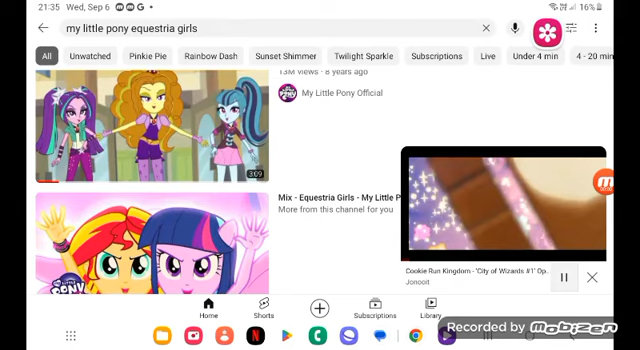 21:35 Wed, Sep 6 16%
my little pony equestria girls
All Unwatched Pinkie Pie Rainbow Dash Sunset Shimmer Twilight Sparkle Subscriptions Live Under 4 min 4 - 20 min
13M views · 8 years ago
My Little Pony Official
3:09
Mix - Equestria Girls - My Little P
More from this channel for you
Cookie Run Kingdom - 'City of Wizards #1' Op..
Jonooit
PONY
Home Shorts Subscriptions Library
Recorded by Mobizen